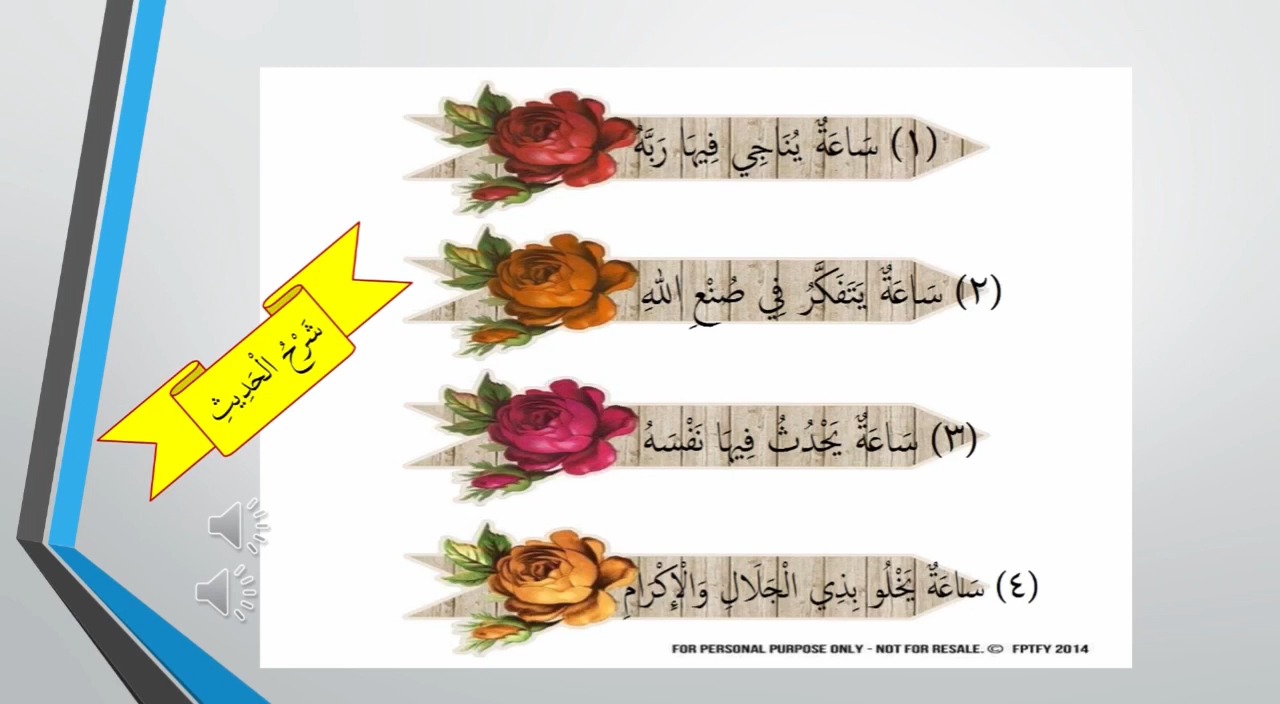 (١) سَاعَةٌ يُنَاجِي فِيهَا رَبَّهُ
(٢) سَاعَةٌ يَتَفَكَّرُ فِي صُنْعِ اللهِ
شَرْحُ الْحَدِيثِ
(٣) سَاعَةٌ يَحْدُثُ فِيهَا نَفْسَهُ
(٤) سَاعَةٌ يَخْلُو بِذِي الْجَلَالِ وَالْإِكْرَامِ
FOR PERSONAL PURPOSE ONLY - NOT FOR RESALE. © FPTFY 2014